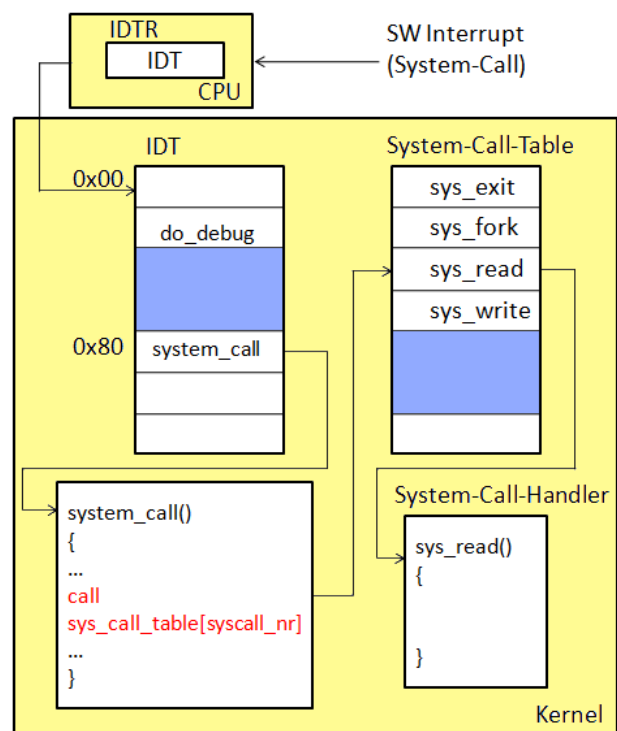 IDTR
IDT
CPU
SW Interrupt
(System-Call)
IDT
0x00
do_debug
0x80
system_call
System-Call-Table
sys_exit
sys_fork
sys_read
sys_write
system_call()
{
...
call
sys_call_table[syscall_nr]
...
}
System-Call-Handler
sys_read()
{
}
Kernel